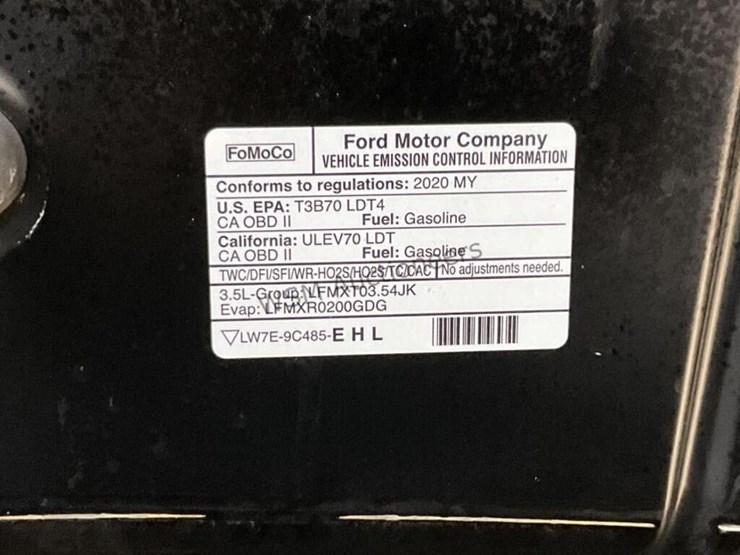 FoMoCo
Ford Motor Company
VEHICLE EMISSION CONTROL INFORMATION
Conforms to regulations: 2020 MY
U.S. EPA: T3B70 LDT4
CA OBD II Fuel: Gasoline
California: ULEV70 LDT
CA OBD II Fuel: Gasoline
TWC/DFI/SFI/WR-HO2S/HO2S/TC/CAC No adjustments needed.
3.5L-Group: LFMXT03.54JK
Evap: LFMXR0200GDG
LW7E-9C485-E H L